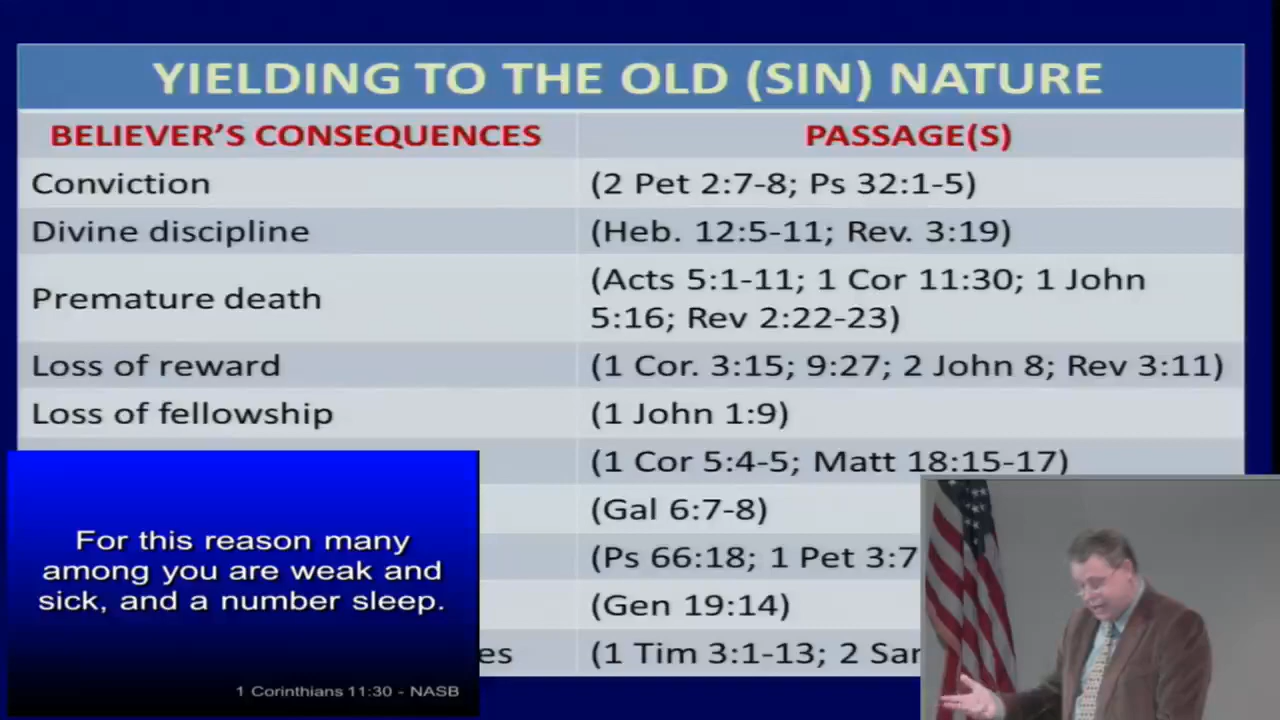 YIELDING TO THE OLD (SIN) NATURE
BELIEVER'S CONSEQUENCES PASSAGE(S)
Conviction (2 Pet 2:7-8; Ps 32:1-5)
Divine discipline (Heb. 12:5-11; Rev. 3:19)
Premature death (Acts 5:1-11; 1 Cor 11:30; 1 John
5:16; Rev 2:22-23)
Loss of reward (1 Cor. 3:15; 9:27; 2 John 8; Rev 3:11)
Loss of fellowship (1 John 1:9)
(1 Cor 5:4-5; Matt 18:15-17)
(Gal 6:7-8)
(Ps 66:18; 1 Pet 3:7
(Gen 19:14)
es (1 Tim 3:1-13; 2 Sa
For this reason many
among you are weak and
sick, and a number sleep.
1 Corinthians 11:30 - NASB